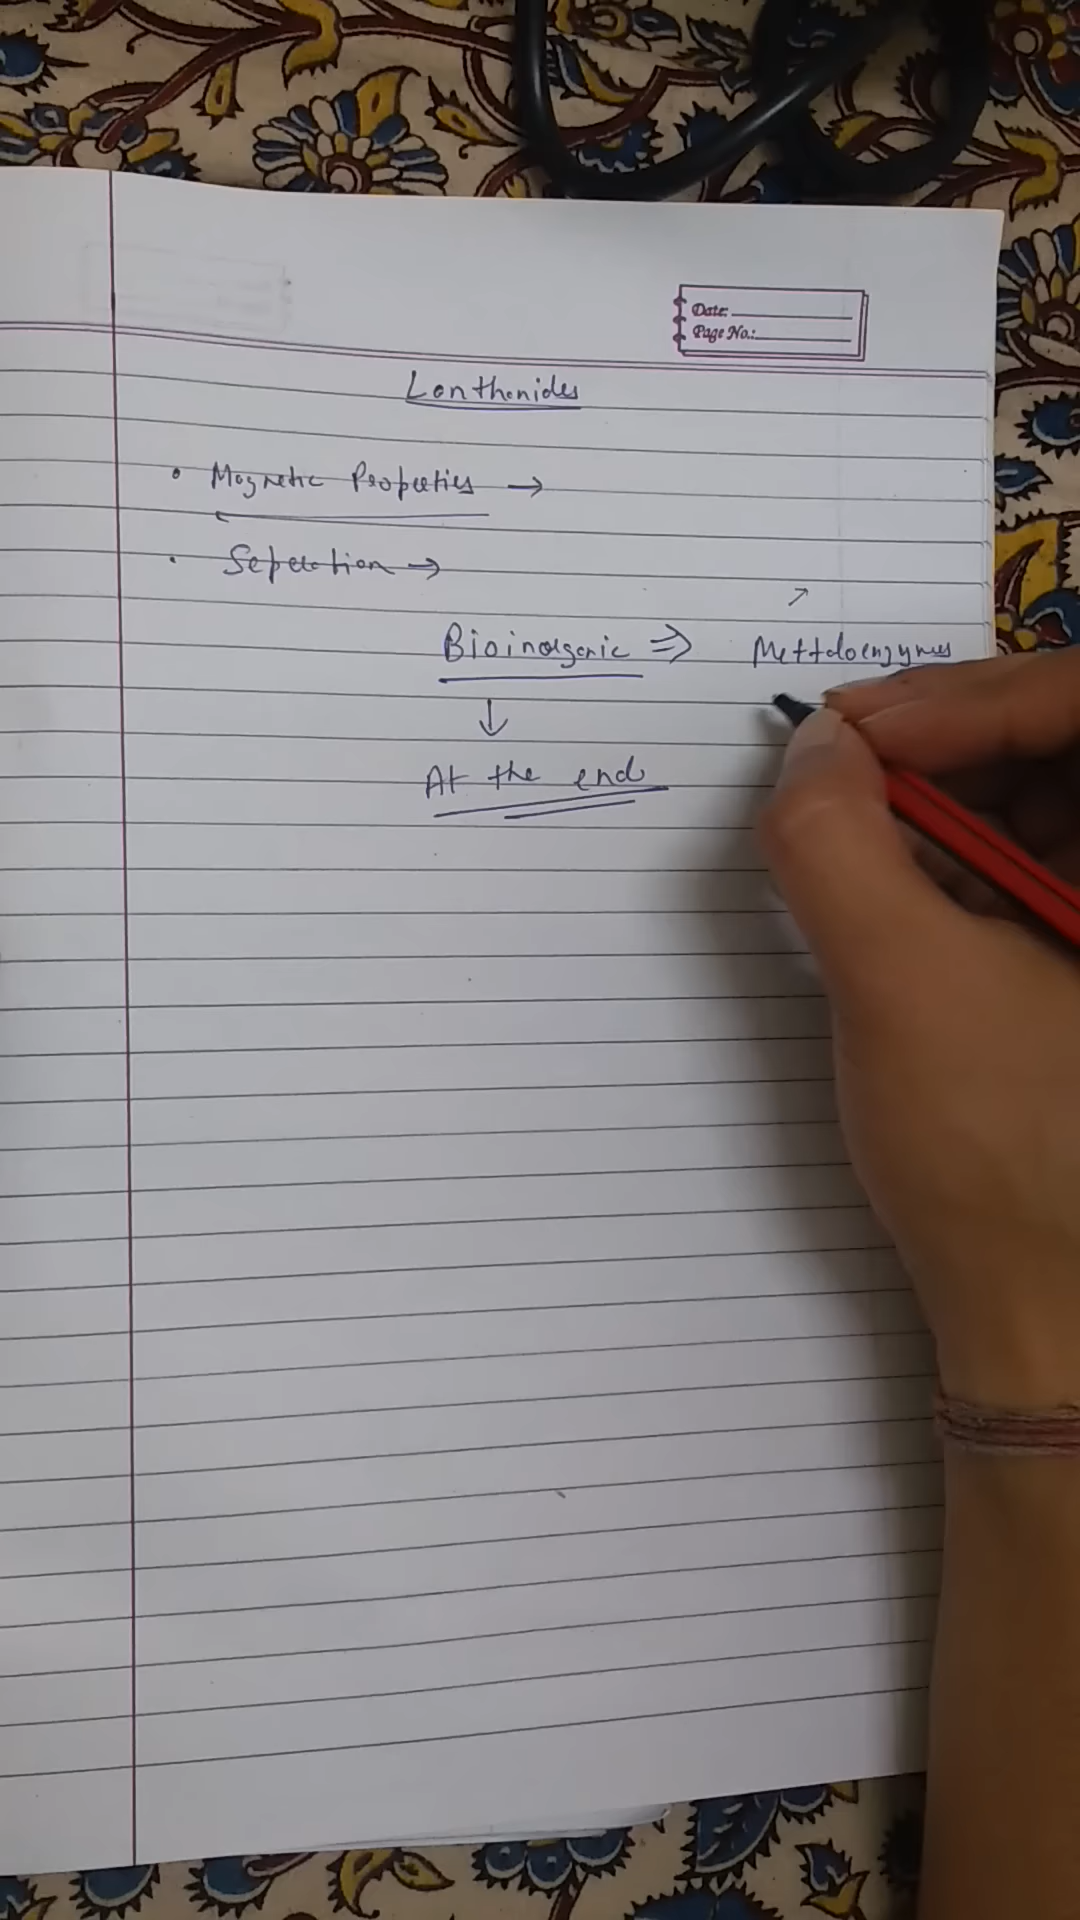 Date:
Page No.:
Lanthanides
• Magnetic Properties →
• Seperation →
Bioinorganic ⇒ Mettaloenzymes
↓
At the end